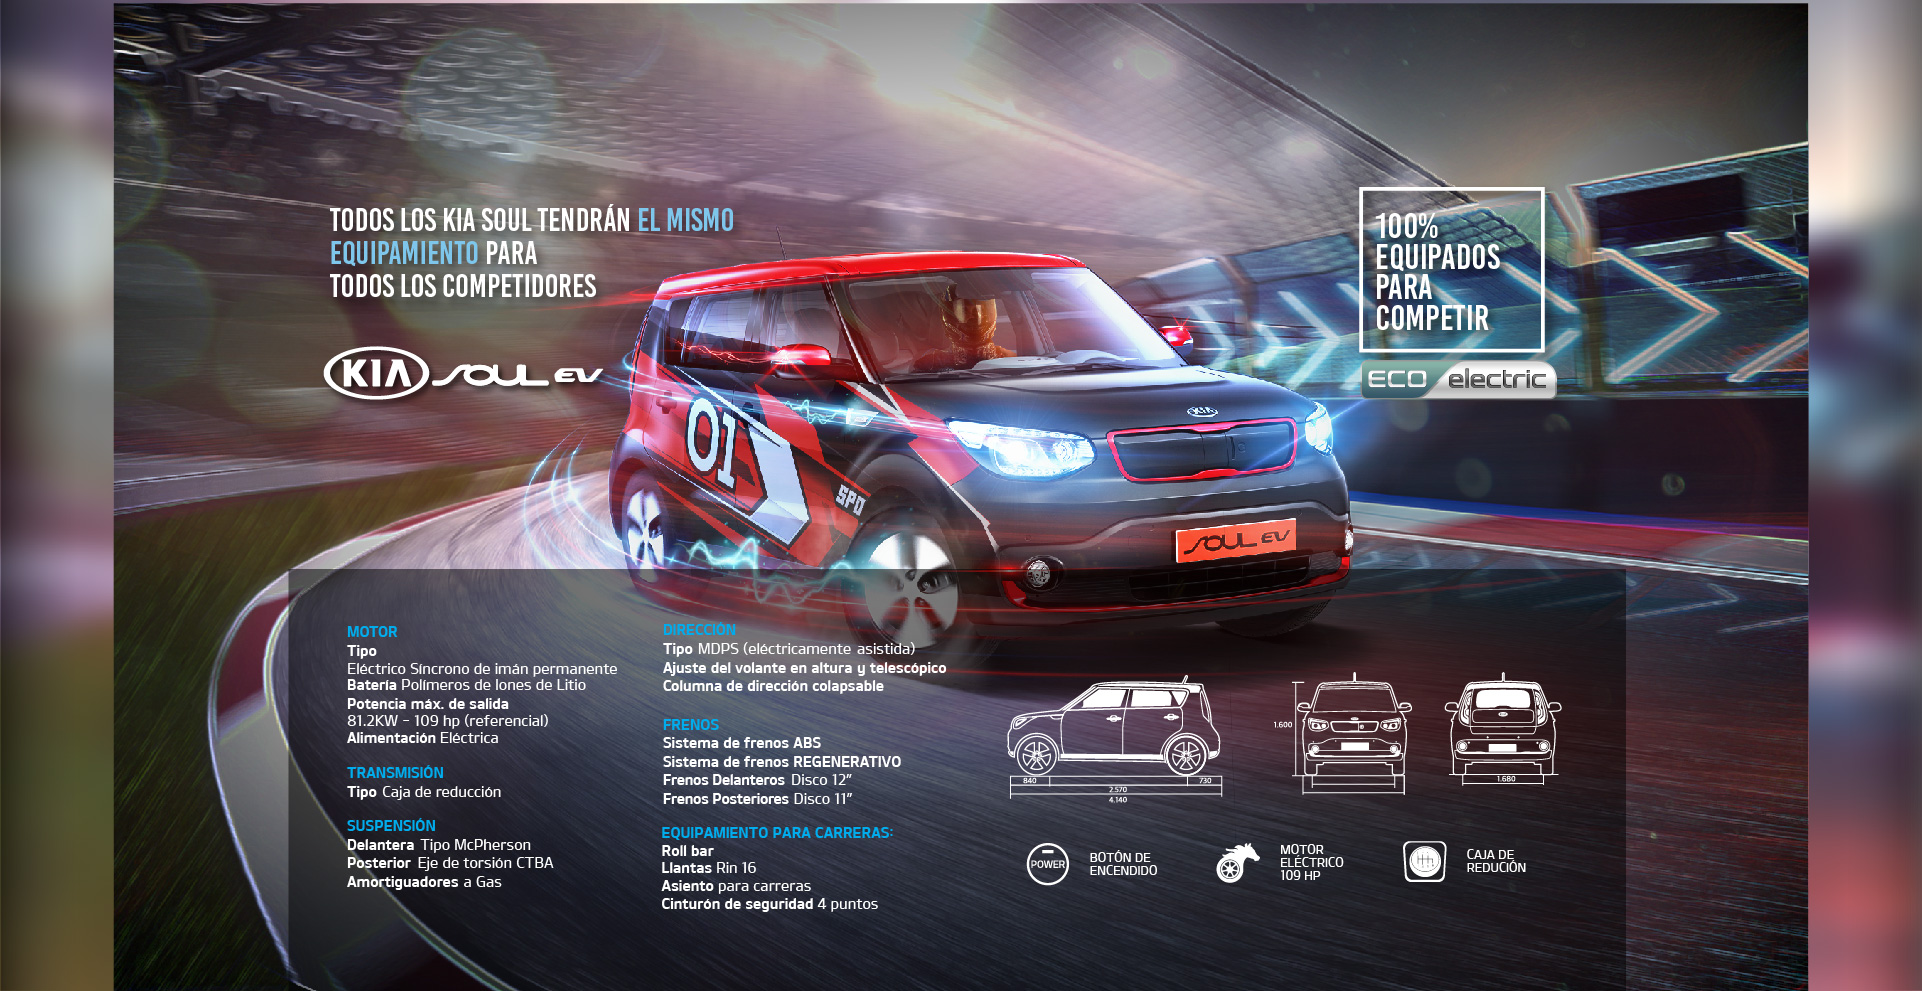 TODOS LOS KIA SOUL TENDRÁN EL MISMO
EQUIPAMIENTO PARA
TODOS LOS COMPETIDORES
KIA SOUL EV
100%
EQUIPADOS
PARA
COMPETIR
ECO electric
KIA
01
SPO
SOUL EV
MOTOR
Tipo
Eléctrico Síncrono de imán permanente
Batería Polímeros de Iones de Litio
Potencia máx. de salida
81.2KW - 109 hp (referencial)
Alimentación Eléctrica
TRANSMISIÓN
Tipo Caja de reducción
SUSPENSIÓN
Delantera Tipo McPherson
Posterior Eje de torsión CTBA
Amortiguadores a Gas
DIRECCIÓN
Tipo MDPS (eléctricamente asistida)
Ajuste del volante en altura y telescópico
Columna de dirección colapsable
FRENOS
Sistema de frenos ABS
Sistema de frenos REGENERATIVO
Frenos Delanteros Disco 12”
Frenos Posteriores Disco 11”
EQUIPAMIENTO PARA CARRERAS:
Roll bar
Llantas Rin 16
Asiento para carreras
Cinturón de seguridad 4 puntos
840 730
2.570
4.140
1.600
1.680
POWER
BOTÓN DE
ENCENDIDO
MOTOR
ELÉCTRICO
109 HP
CAJA DE
REDUCIÓN